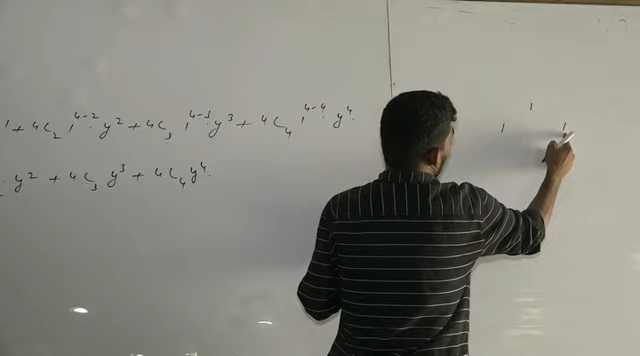 1 + 4C₂ 1⁴⁻² · y² + 4C₃ 1⁴⁻³ · y³ + 4C₄ 1⁴⁻⁴ · y⁴.
y² + 4C₃ y³ + 4C₄ y⁴.
1
1 1